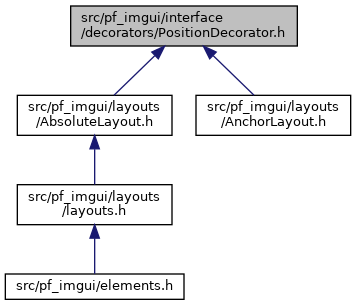 src/pf_imgui/interface
/decorators/PositionDecorator.h
src/pf_imgui/layouts
/AbsoluteLayout.h
src/pf_imgui/layouts
/AnchorLayout.h
src/pf_imgui/layouts
/layouts.h
src/pf_imgui/elements.h